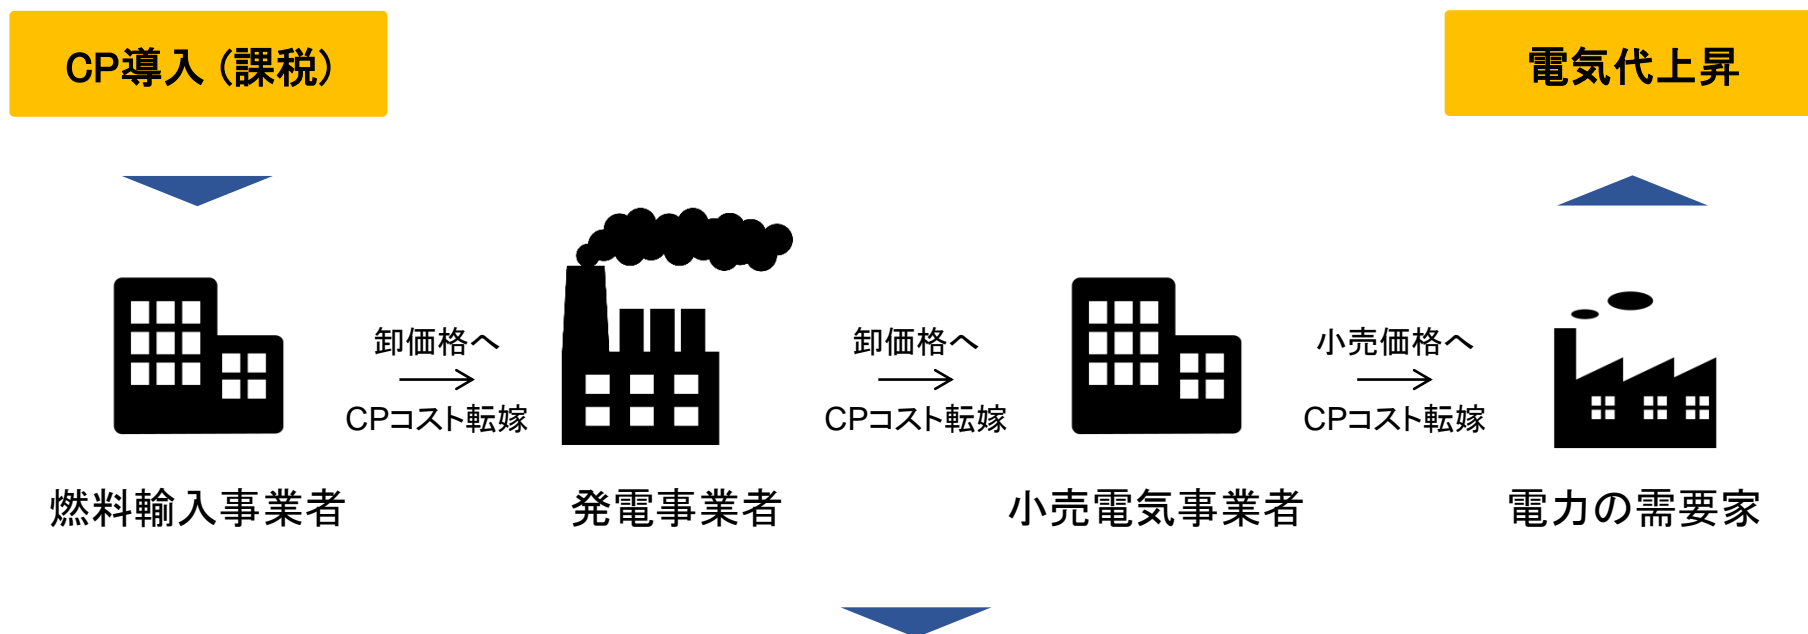 CP導入（課税）
電気代上昇
卸価格へ
CPコスト転嫁
卸価格へ
CPコスト転嫁
小売価格へ
CPコスト転嫁
燃料輸入事業者
発電事業者
小売電気事業者
電力の需要家